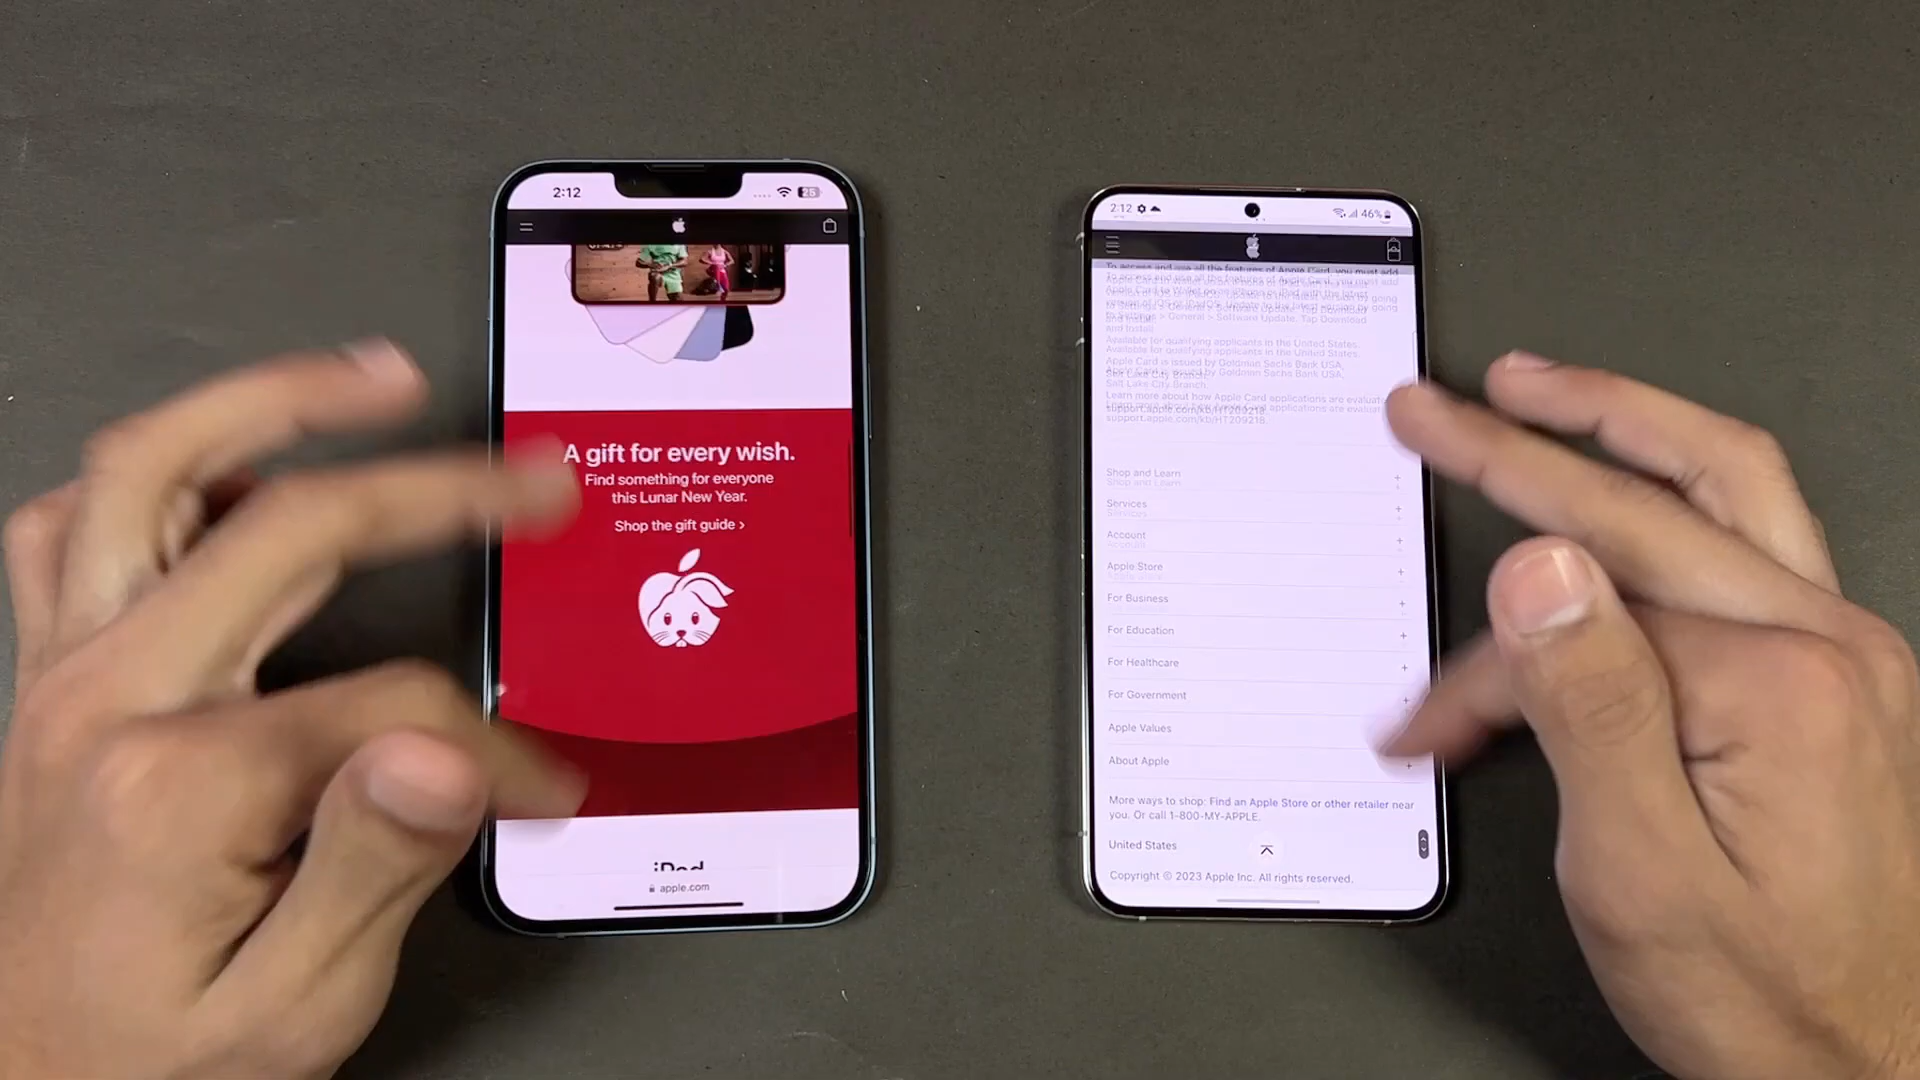 2:12
25
A gift for every wish.
Find something for everyone
this Lunar New Year.
Shop the gift guide >
iPad
apple.com
2:12
46%
To access and use all the features of Apple Card, you must add
Apple Card to Wallet on an iPhone or iPad with the latest
version of iOS or iPadOS. Update to the latest version by going
to Settings > General > Software Update. Tap Download
and Install.
Available for qualifying applicants in the United States.
Apple Card is issued by Goldman Sachs Bank USA,
Salt Lake City Branch.
Learn more about how Apple Card applications are evaluate
support.apple.com/kb/HT209218.
Shop and Learn
Services
Account
Apple Store
For Business
For Education
For Healthcare
For Government
Apple Values
About Apple
More ways to shop: Find an Apple Store or other retailer near
you. Or call 1-800-MY-APPLE.
United States
Copyright © 2023 Apple Inc. All rights reserved.